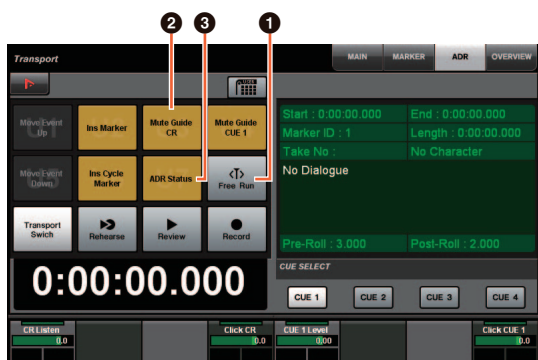 2 3 1
Transport
MAIN MARKER ADR OVERVIEW
Move Event Up
Ins Marker
Mute Guide CR
Mute Guide CUE 1
Move Event Down
Ins Cycle Marker
ADR Status
Free Run
Transport Swich
Rehearse
Review
Record
0:00:00.000
Start : 0:00:00.000 End : 0:00:00.000
Marker ID : 1 Length : 0:00:00.000
Take No : No Character
No Dialogue
Pre-Roll : 3.000 Post-Roll : 2.000
CUE SELECT
CUE 1 CUE 2 CUE 3 CUE 4
CR Listen Click CR CUE 1 Level Click CUE 1
0.0 0.0 0.00 0.0